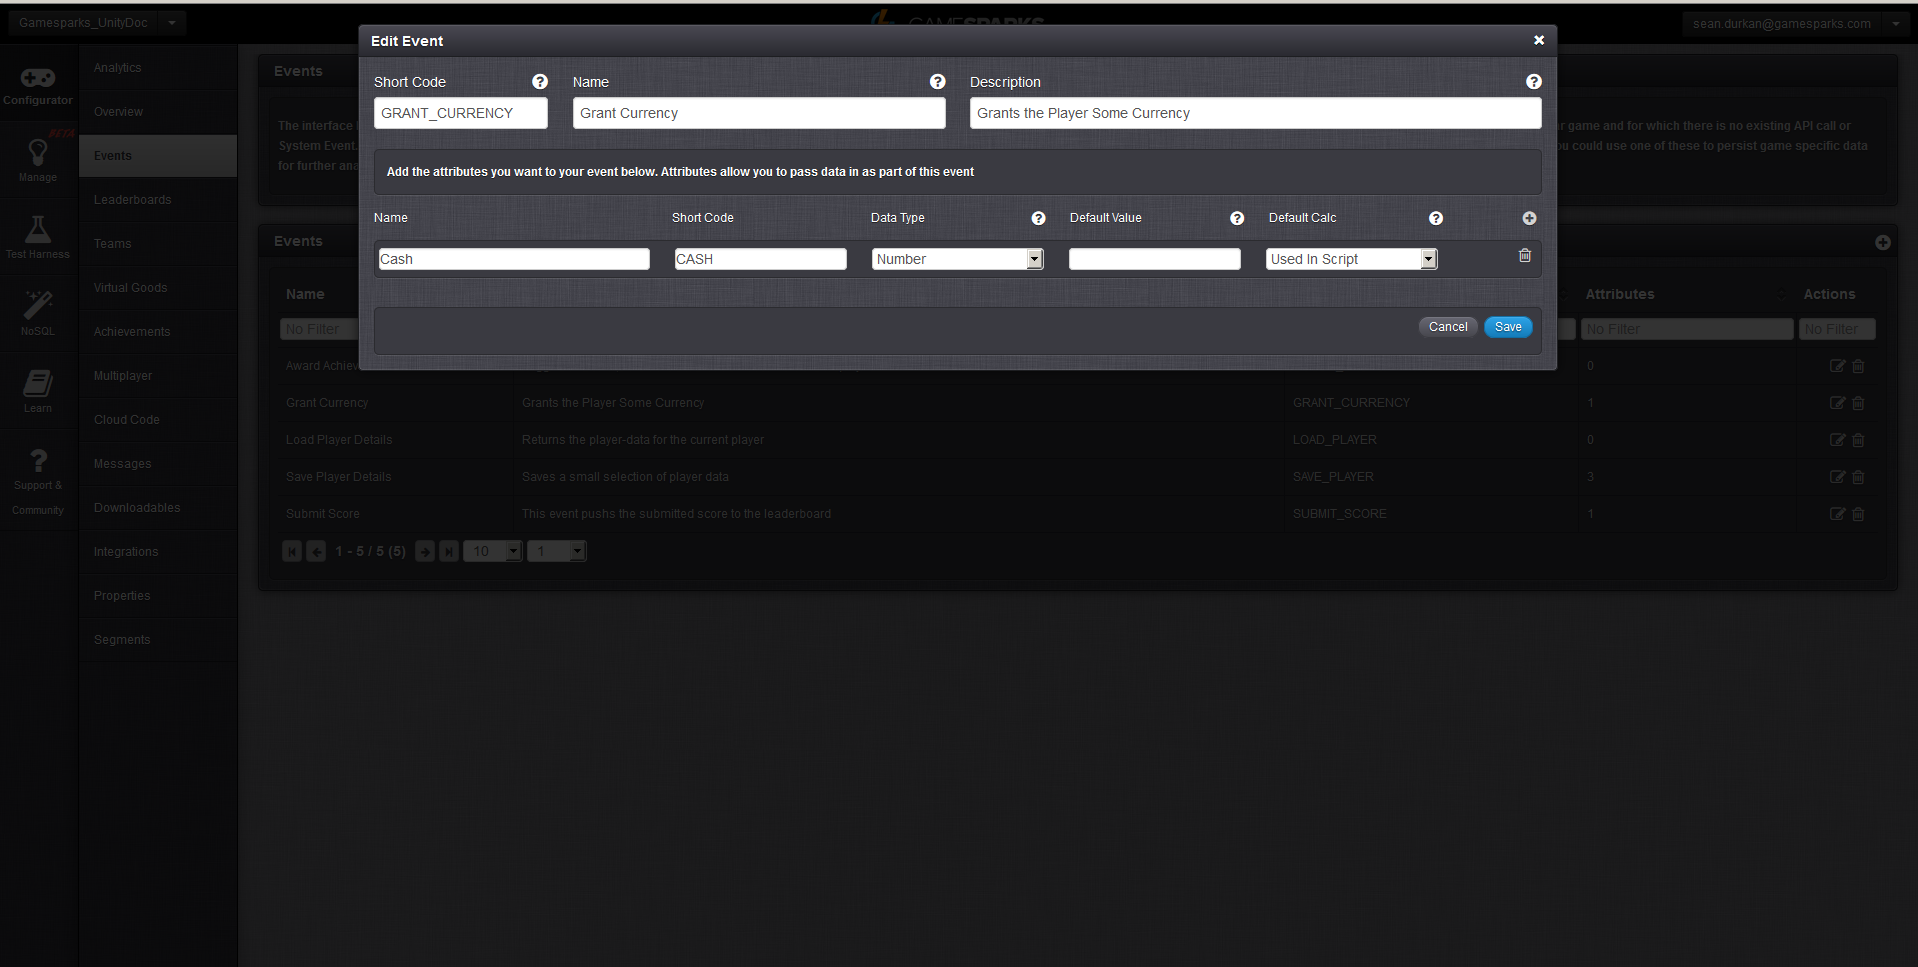 Gamesparks_UnityDoc
GAMESPARKS
sean.durkan@gamesparks.com
Configurator
BETA
Manage
Test Harness
NoSQL
Learn
Support &
Community
Analytics
Overview
Events
Leaderboards
Teams
Virtual Goods
Achievements
Multiplayer
Cloud Code
Messages
Downloadables
Integrations
Properties
Segments
Events
The interface
r game and for which there is no existing API call or
System Event.
ou could use one of these to persist game specific data
for further ana
Edit Event
Short Code ? Name ? Description ?
GRANT_CURRENCY Grant Currency Grants the Player Some Currency
Add the attributes you want to your event below. Attributes allow you to pass data in as part of this event
Name Short Code Data Type ? Default Value ? Default Calc ?
Cash CASH Number Used In Script
Cancel Save
Events
Name Attributes Actions
No Filter No Filter No Filter
Award Achiev 0
Grant Currency Grants the Player Some Currency GRANT_CURRENCY 1
Load Player Details Returns the player-data for the current player LOAD_PLAYER 0
Save Player Details Saves a small selection of player data SAVE_PLAYER 3
Submit Score This event pushs the submitted score to the leaderboard SUBMIT_SCORE 1
1 - 5 / 5 (5) 10 1